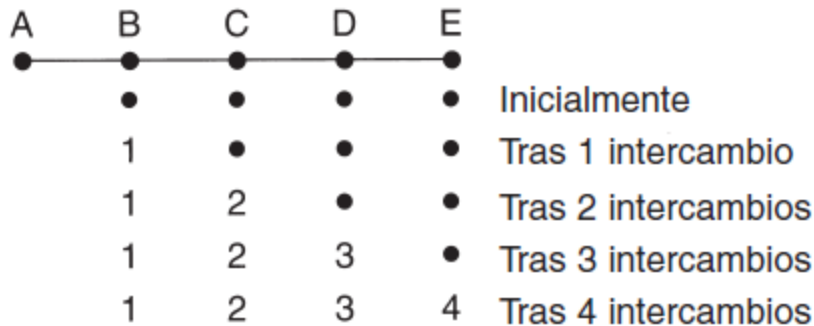 A B C D E
• • • • Inicialmente
1 • • • Tras 1 intercambio
1 2 • • Tras 2 intercambios
1 2 3 • Tras 3 intercambios
1 2 3 4 Tras 4 intercambios